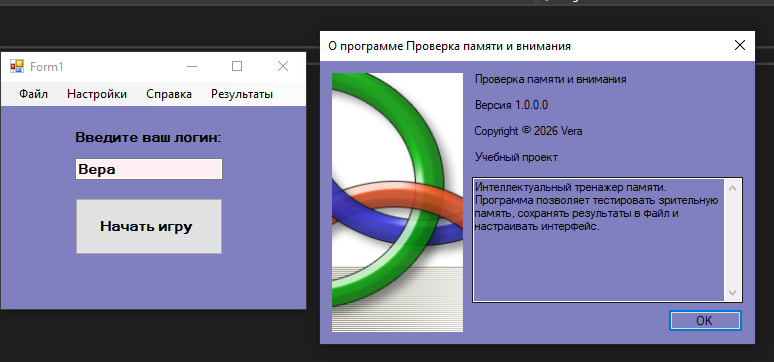 Form1
Файл Настройки Справка Результаты
Введите ваш логин:
Вера
Начать игру
О программе Проверка памяти и внимания
Проверка памяти и внимания
Версия 1.0.0.0
Copyright © 2026 Vera
Учебный проект
Интеллектуальный тренажер памяти.
Программа позволяет тестировать зрительную
память, сохранять результаты в файл и
настраивать интерфейс.
OK